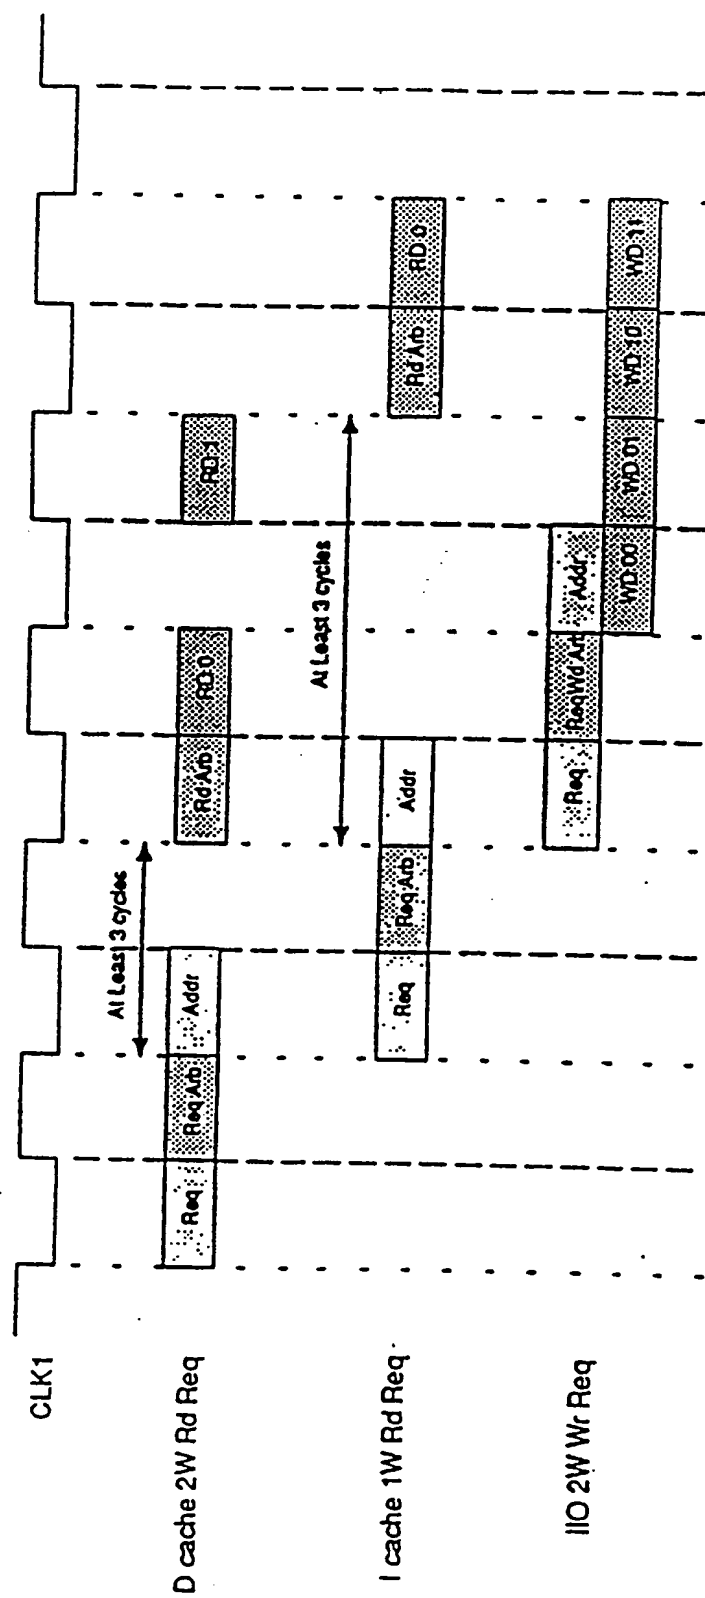 CLK1
D cache 2W Rd Req
Req
Req Arb
Addr
At Least 3 cycles
Rd Arb
RD 0
RD 1
I cache 1W Rd Req
Req
Req Arb
Addr
At Least 3 cycles
Rd Arb
RD 0
IIO 2W Wr Req
Req
ReqWd Arb
Addr
WD 00
WD 01
WD 10
WD 11